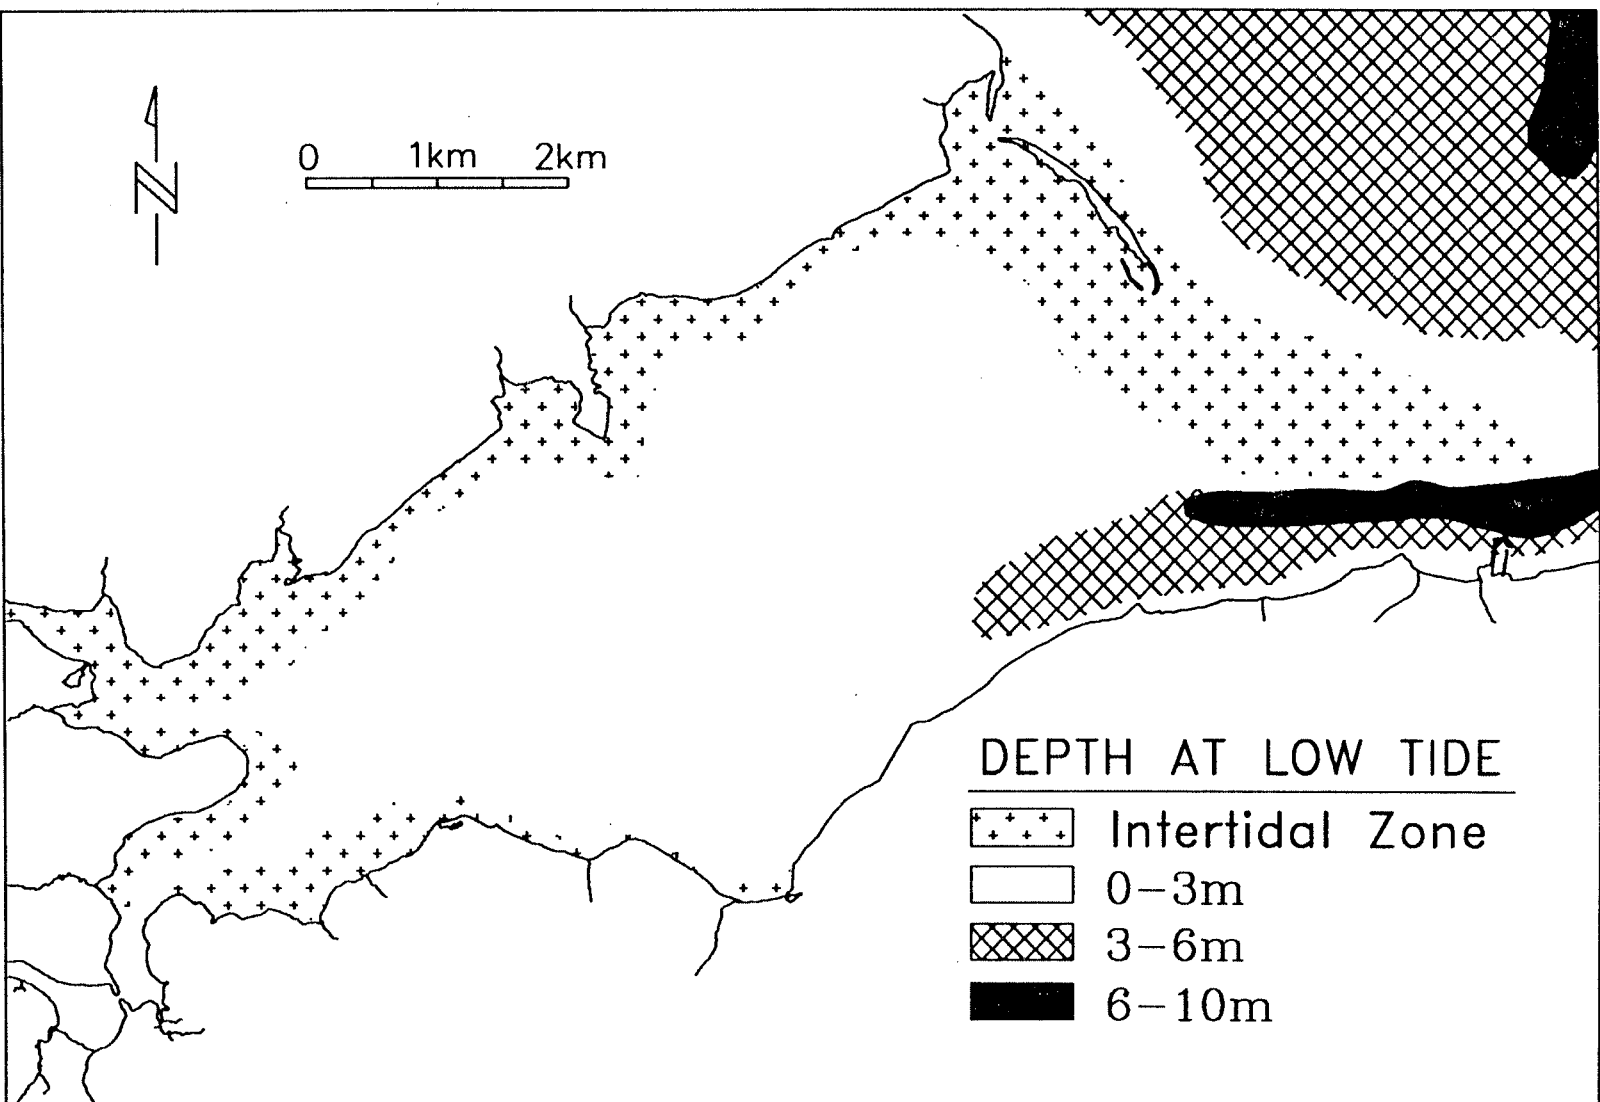 N
0 1km 2km
DEPTH AT LOW TIDE
Intertidal Zone
0-3m
3-6m
6-10m